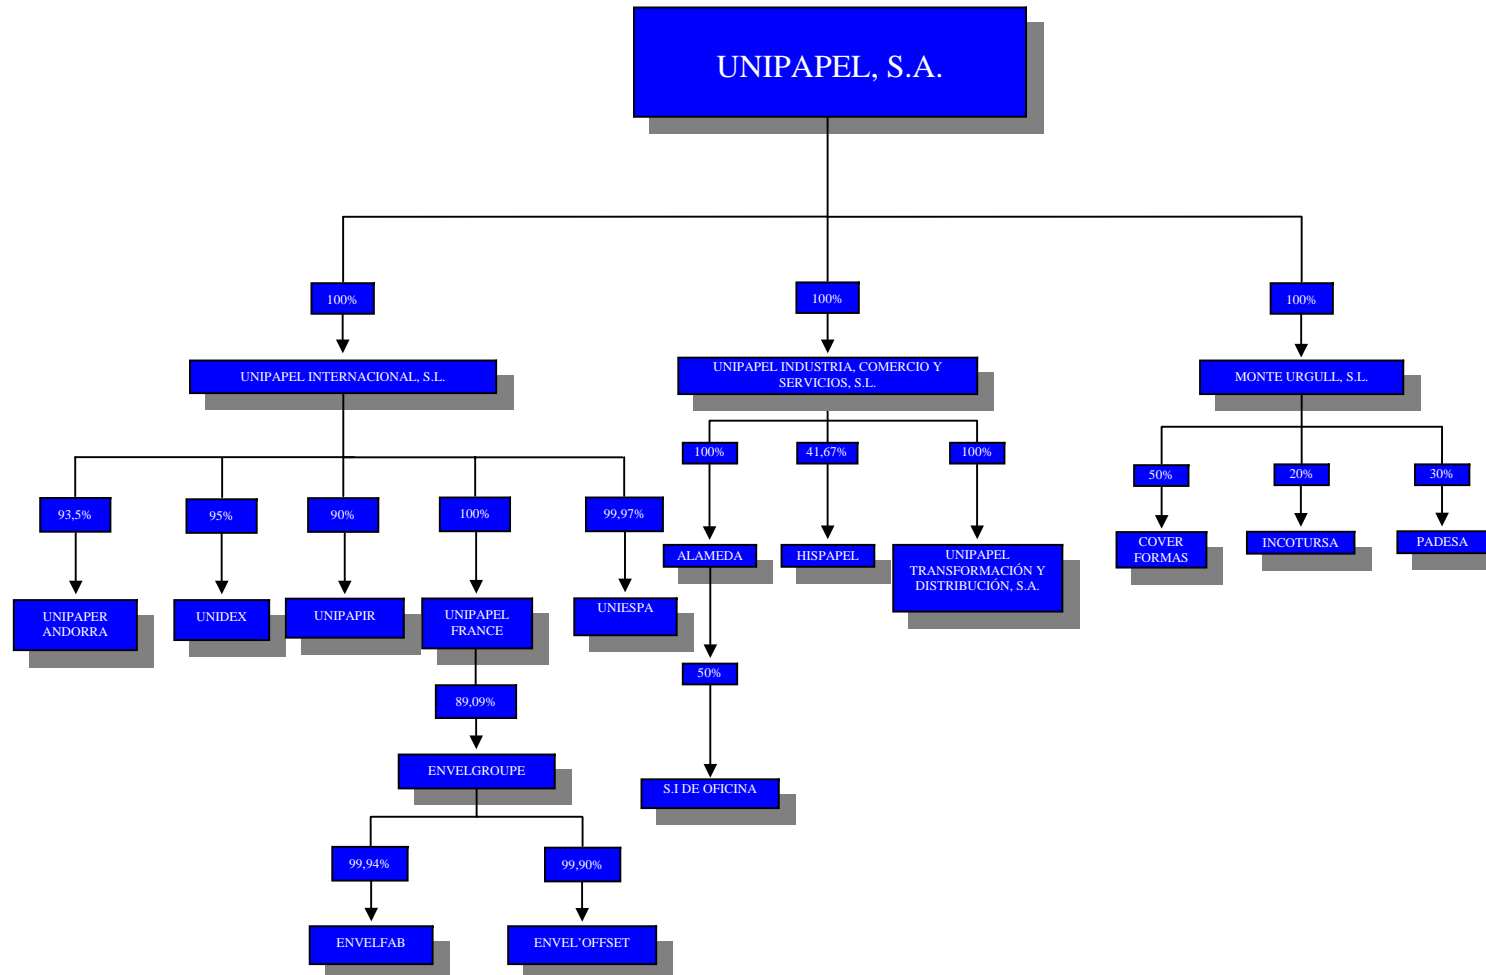 UNIPAPEL, S.A.
100%
100%
100%
UNIPAPEL INTERNACIONAL, S.L.
UNIPAPEL INDUSTRIA, COMERCIO Y
SERVICIOS, S.L.
MONTE URGULL, S.L.
93,5%
95%
90%
100%
99,97%
100%
41,67%
100%
50%
20%
30%
UNIPAPER
ANDORRA
UNIDEX
UNIPAPIR
UNIPAPEL
FRANCE
UNIESPA
ALAMEDA
HISPAPEL
UNIPAPEL
TRANSFORMACIÓN Y
DISTRIBUCIÓN, S.A.
COVER
FORMAS
INCOTURSA
PADESA
89,09%
50%
ENVELGROUPE
S.I DE OFICINA
99,94%
99,90%
ENVELFAB
ENVEL'OFFSET